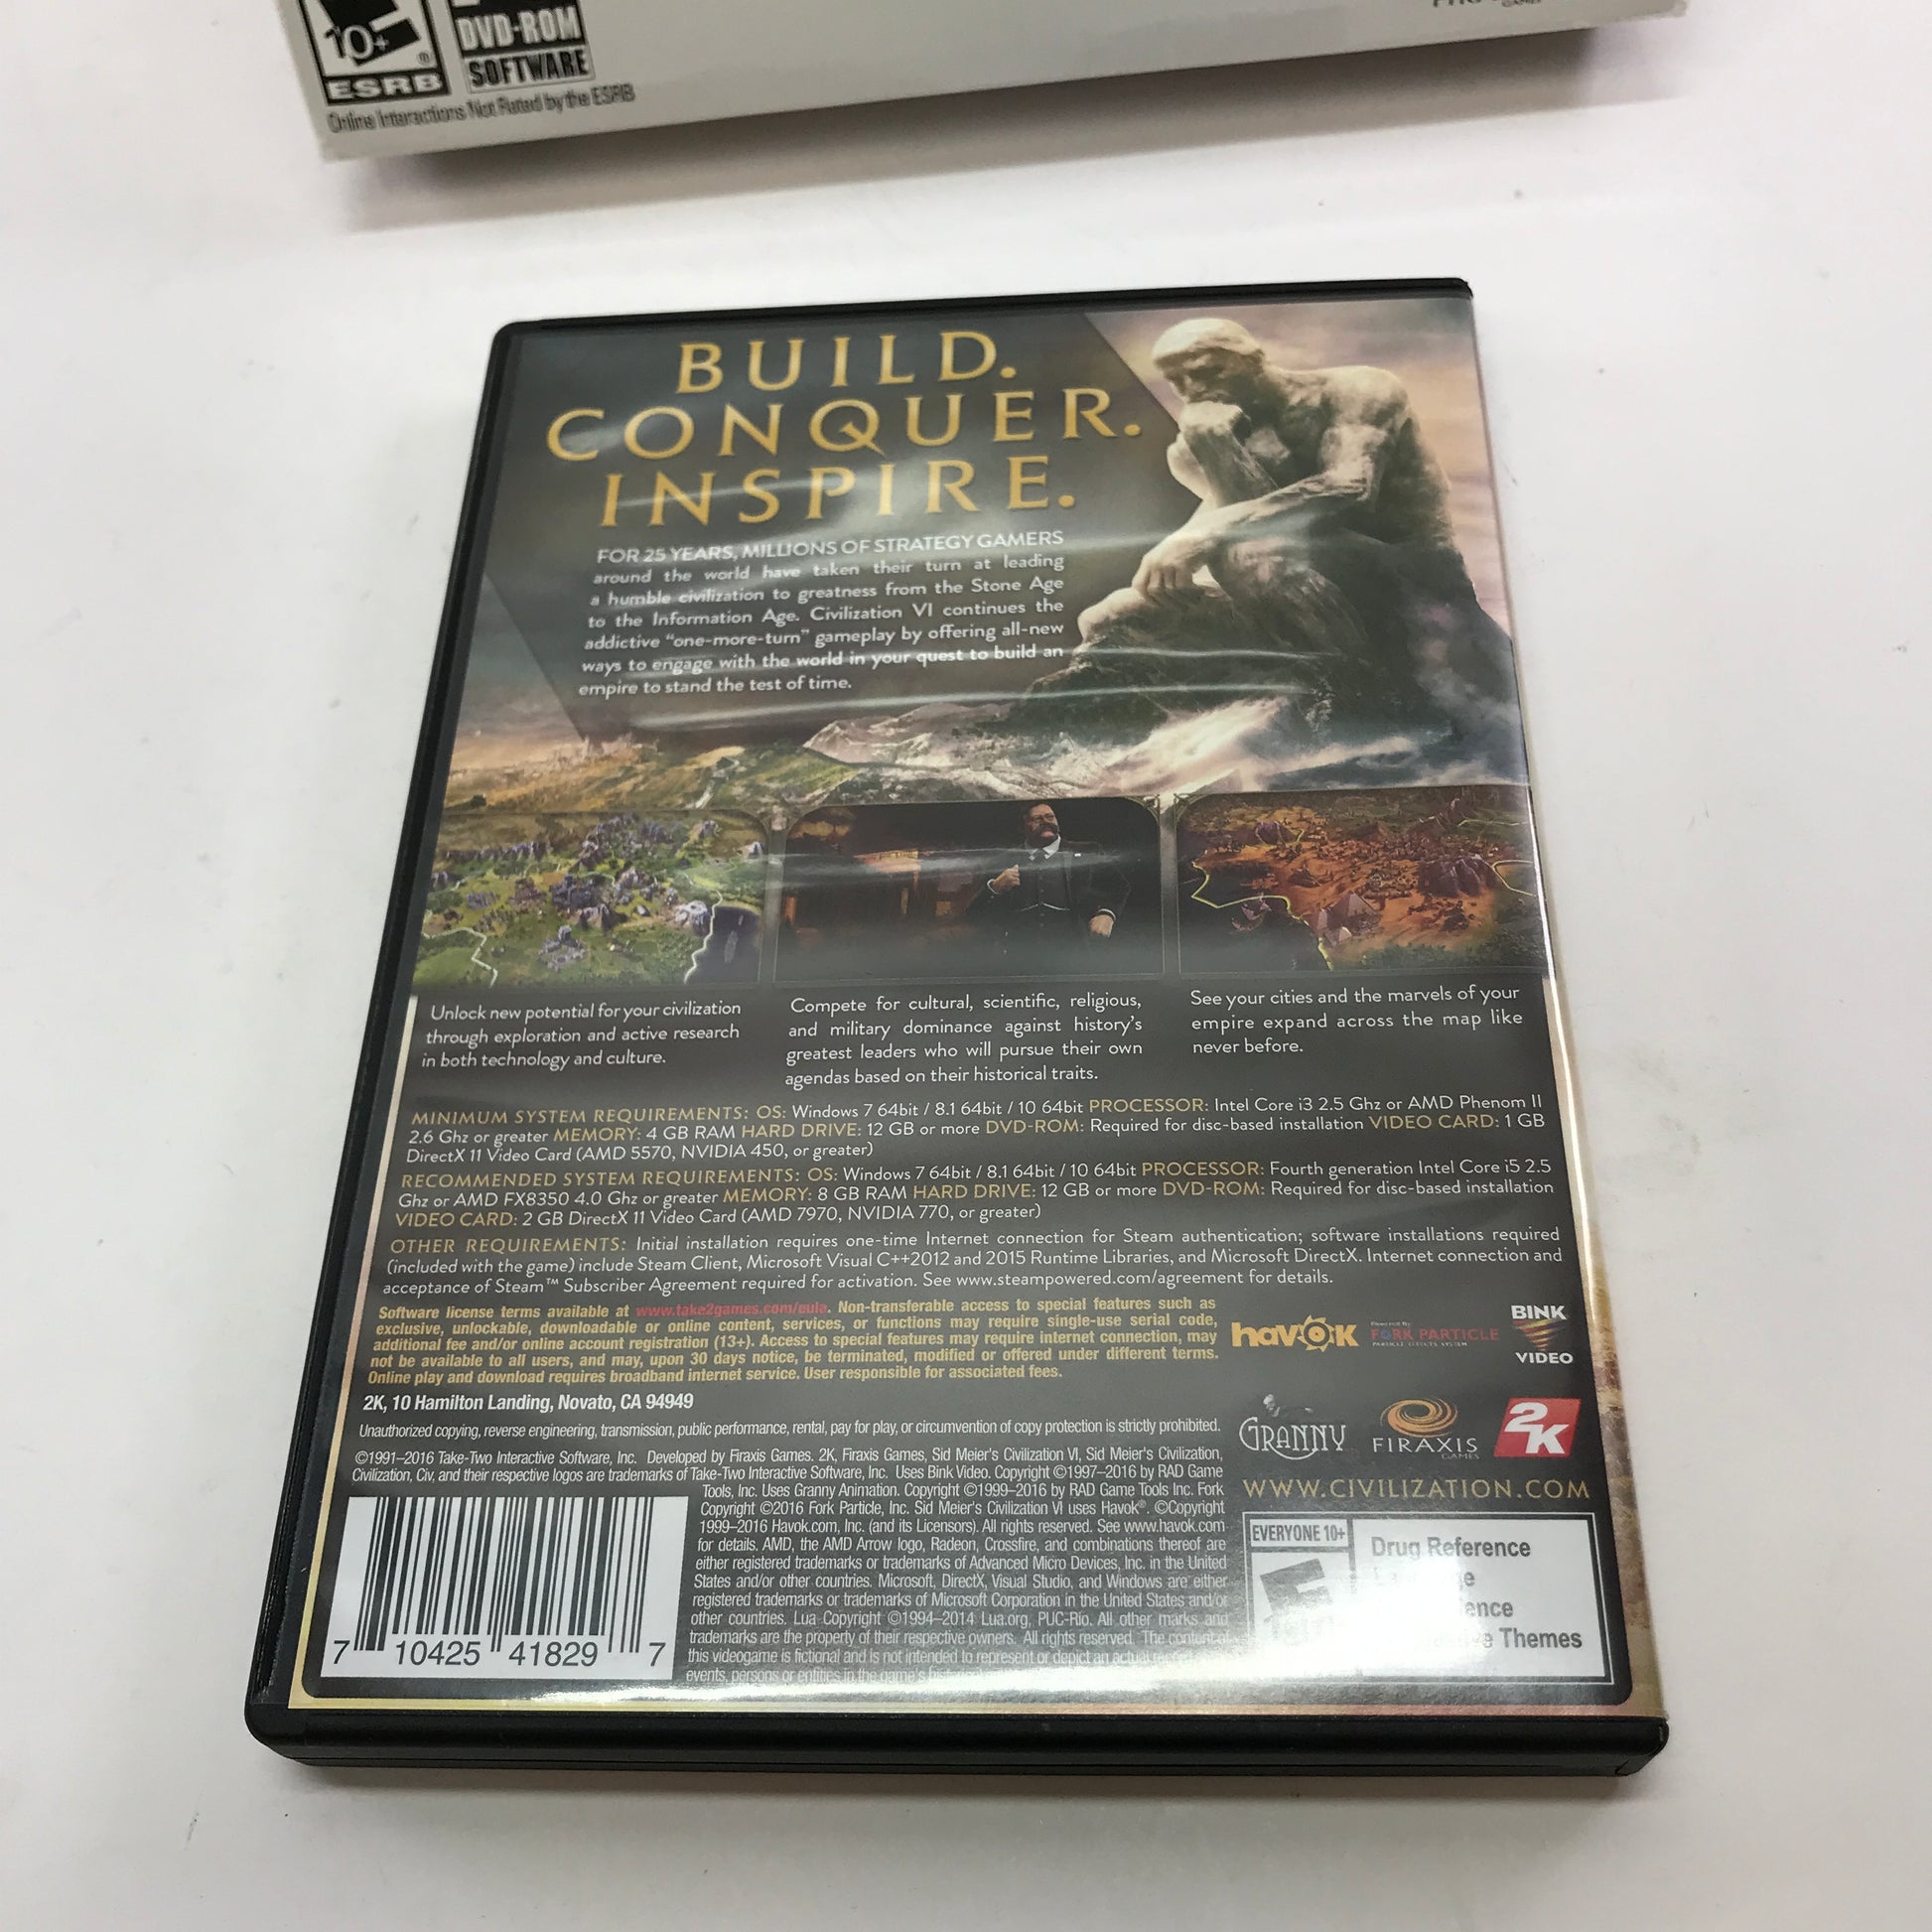 10+
ESRB
DVD-ROM
SOFTWARE
Online Interactions Not Rated by the ESRB
BUILD.
CONQUER.
INSPIRE.
FOR 25 YEARS, MILLIONS OF STRATEGY GAMERS
around the world have taken their turn at leading
a humble civilization to greatness from the Stone Age
to the Information Age. Civilization VI continues the
addictive “one-more-turn” gameplay by offering all-new
ways to engage with the world in your quest to build an
empire to stand the test of time.
Unlock new potential for your civilization
through exploration and active research
in both technology and culture.
Compete for cultural, scientific, religious,
and military dominance against history's
greatest leaders who will pursue their own
agendas based on their historical traits.
See your cities and the marvels of your
empire expand across the map like
never before.
MINIMUM SYSTEM REQUIREMENTS: OS: Windows 7 64bit / 8.1 64bit / 10 64bit PROCESSOR: Intel Core i3 2.5 Ghz or AMD Phenom II
2.6 Ghz or greater MEMORY: 4 GB RAM HARD DRIVE: 12 GB or more DVD-ROM: Required for disc-based installation VIDEO CARD: 1 GB
DirectX 11 Video Card (AMD 5570, NVIDIA 450, or greater)
RECOMMENDED SYSTEM REQUIREMENTS: OS: Windows 7 64bit / 8.1 64bit / 10 64bit PROCESSOR: Fourth generation Intel Core i5 2.5
Ghz or AMD FX8350 4.0 Ghz or greater MEMORY: 8 GB RAM HARD DRIVE: 12 GB or more DVD-ROM: Required for disc-based installation
VIDEO CARD: 2 GB DirectX 11 Video Card (AMD 7970, NVIDIA 770, or greater)
OTHER REQUIREMENTS: Initial installation requires one-time Internet connection for Steam authentication; software installations required
(included with the game) include Steam Client, Microsoft Visual C++2012 and 2015 Runtime Libraries, and Microsoft DirectX. Internet connection and
acceptance of Steam™ Subscriber Agreement required for activation. See www.steampowered.com/agreement for details.
Software license terms available at www.take2games.com/eula. Non-transferable access to special features such as
exclusive, unlockable, downloadable or online content, services, or functions may require single-use serial code,
additional fee and/or online account registration (13+). Access to special features may require internet connection, may
not be available to all users, and may, upon 30 days notice, be terminated, modified or offered under different terms.
Online play and download requires broadband internet service. User responsible for associated fees.
havok
Powered By
FORK PARTICLE
PARTICLE EFFECTS SYSTEM
BINK
VIDEO
2K, 10 Hamilton Landing, Novato, CA 94949
Unauthorized copying, reverse engineering, transmission, public performance, rental, pay for play, or circumvention of copy protection is strictly prohibited.
GRANNY
FIRAXIS
GAMES
2K
©1991–2016 Take-Two Interactive Software, Inc. Developed by Firaxis Games. 2K, Firaxis Games, Sid Meier's Civilization VI, Sid Meier's Civilization,
Civilization, Civ, and their respective logos are trademarks of Take-Two Interactive Software, Inc. Uses Bink Video. Copyright ©1997–2016 by RAD Game
Tools, Inc. Uses Granny Animation. Copyright ©1999–2016 by RAD Game Tools Inc. Fork
Copyright ©2016 Fork Particle, Inc. Sid Meier's Civilization VI uses Havok®. ©Copyright
1999–2016 Havok.com, Inc. (and its Licensors). All rights reserved. See www.havok.com
for details. AMD, the AMD Arrow logo, Radeon, Crossfire, and combinations thereof are
either registered trademarks or trademarks of Advanced Micro Devices, Inc. in the United
States and/or other countries. Microsoft, DirectX, Visual Studio, and Windows are either
registered trademarks or trademarks of Microsoft Corporation in the United States and/or
other countries. Lua Copyright ©1994–2014 Lua.org, PUC-Rio. All other marks and
trademarks are the property of their respective owners. All rights reserved. The content of
this videogame is fictional and is not intended to represent or depict an actual
events, persons or entities in the game's
WWW.CIVILIZATION.COM
EVERYONE 10+
E
Drug Reference
Themes
7 10425 41829 7